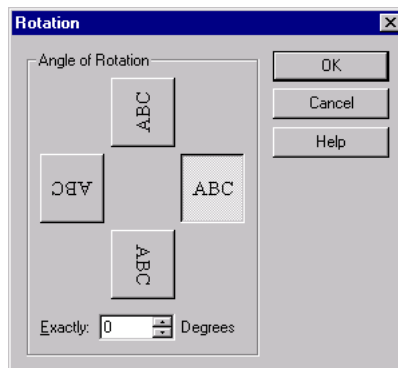 Rotation
Angle of Rotation
OK
ABC
Cancel
Help
ABC
ABC
ABC
Exactly: 0 Degrees